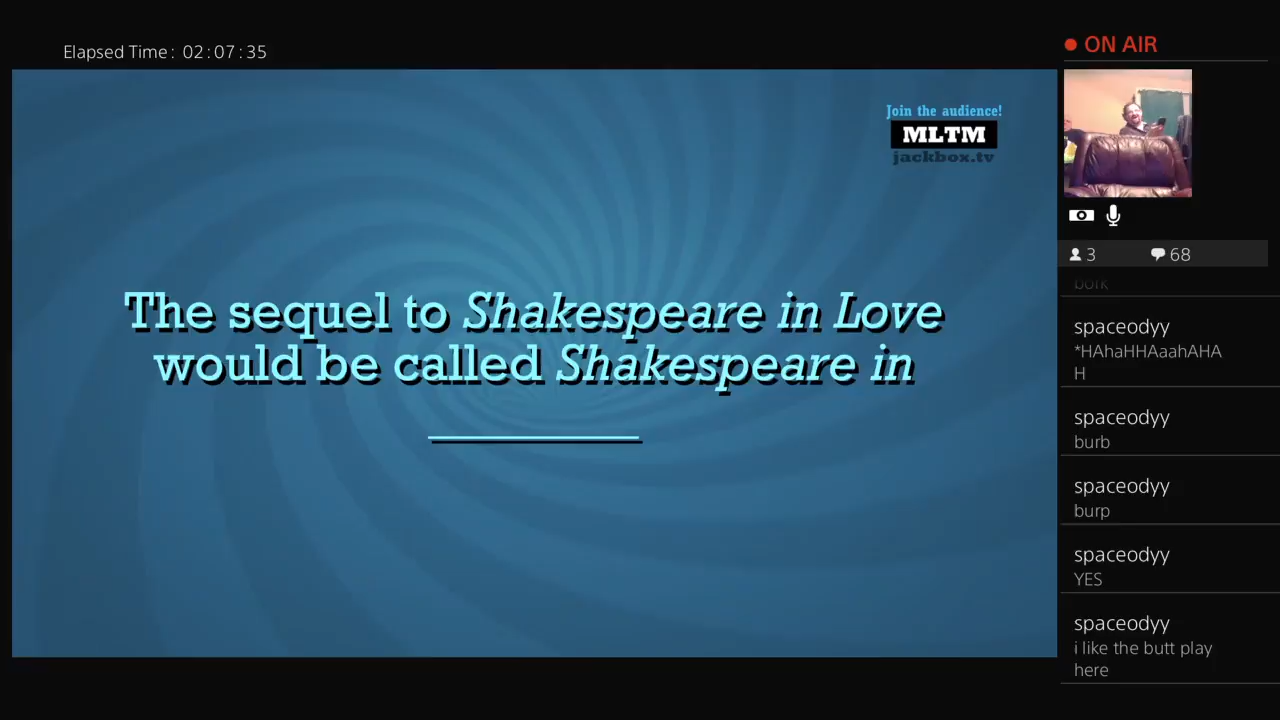 Elapsed Time: 02:07:35
ON AIR
Join the audience!
MLTM
jackbox.tv
The sequel to Shakespeare in Love
would be called Shakespeare in
3
68
bork
spaceodyy
*HAhaHHAaahAHA
H
spaceodyy
burb
spaceodyy
burp
spaceodyy
YES
spaceodyy
i like the butt play
here